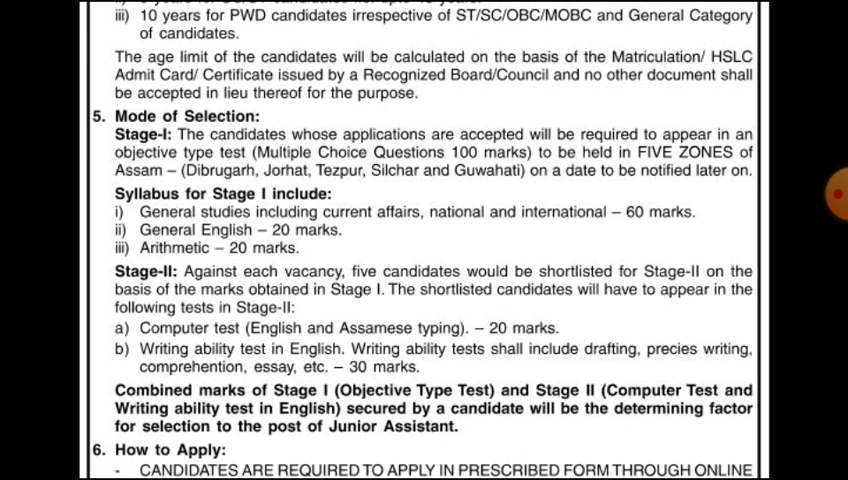 iii) 10 years for PWD candidates irrespective of ST/SC/OBC/MOBC and General Category
of candidates.
The age limit of the candidates will be calculated on the basis of the Matriculation/ HSLC
Admit Card/ Certificate issued by a Recognized Board/Council and no other document shall
be accepted in lieu thereof for the purpose.
5. Mode of Selection:
Stage-I: The candidates whose applications are accepted will be required to appear in an
objective type test (Multiple Choice Questions 100 marks) to be held in FIVE ZONES of
Assam – (Dibrugarh, Jorhat, Tezpur, Silchar and Guwahati) on a date to be notified later on.
Syllabus for Stage I include:
i) General studies including current affairs, national and international – 60 marks.
ii) General English – 20 marks.
iii) Arithmetic – 20 marks.
Stage-II: Against each vacancy, five candidates would be shortlisted for Stage-II on the
basis of the marks obtained in Stage I. The shortlisted candidates will have to appear in the
following tests in Stage-II:
a) Computer test (English and Assamese typing). – 20 marks.
b) Writing ability test in English. Writing ability tests shall include drafting, precies writing,
comprehention, essay, etc. – 30 marks.
Combined marks of Stage I (Objective Type Test) and Stage II (Computer Test and
Writing ability test in English) secured by a candidate will be the determining factor
for selection to the post of Junior Assistant.
6. How to Apply:
- CANDIDATES ARE REQUIRED TO APPLY IN PRESCRIBED FORM THROUGH ONLINE